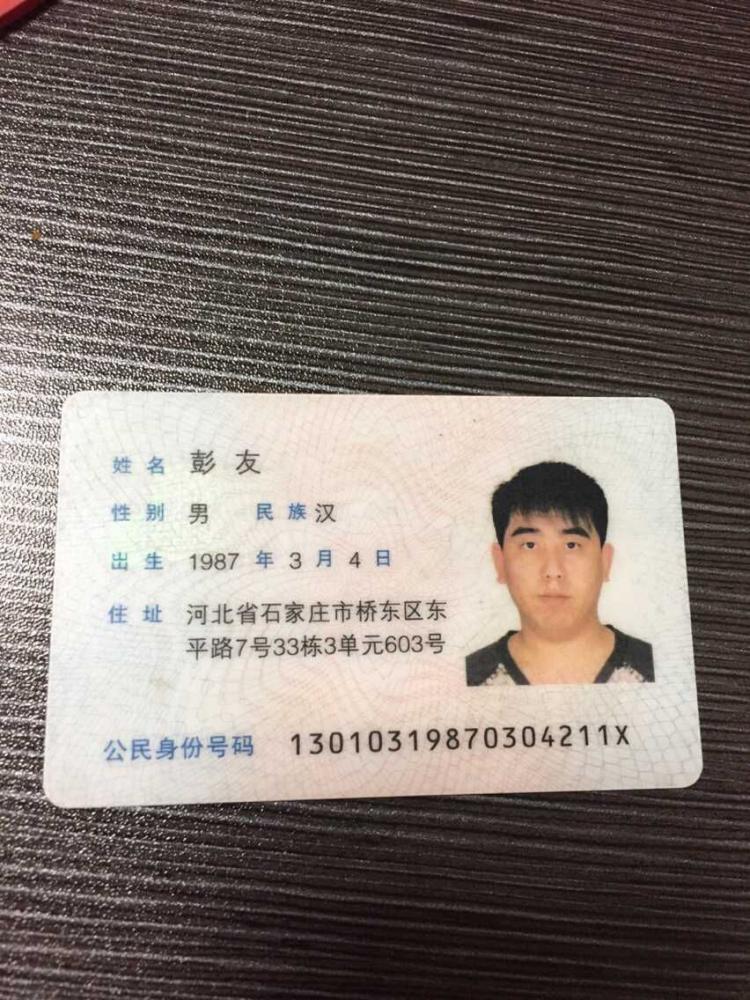 姓名 彭友
性别 男 民族 汉
出生 1987 年 3 月 4 日
住址 河北省石家庄市桥东区东
平路7号33栋3单元603号
公民身份号码 13010319870304211X